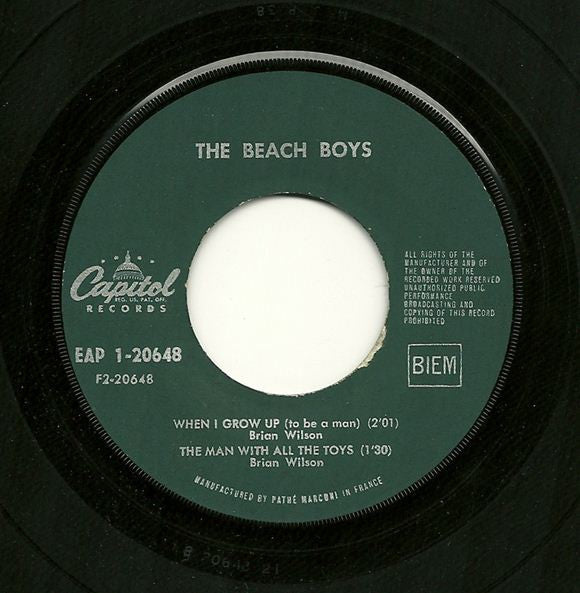 THE BEACH BOYS
Capitol
REG. U.S. PAT. OFF.
RECORDS
EAP 1-20648
F2-20648
ALL RIGHTS OF THE
MANUFACTURER AND OF
THE OWNER OF THE
RECORDED WORK RESERVED
UNAUTHORIZED PUBLIC
PERFORMANCE
BROADCASTING AND
COPYING OF THIS RECORD
PROHIBITED
BIEM
WHEN I GROW UP (to be a man) (2'01)
Brian Wilson
THE MAN WITH ALL THE TOYS (1'30)
Brian Wilson
MANUFACTURED BY PATHÉ MARCONI IN FRANCE